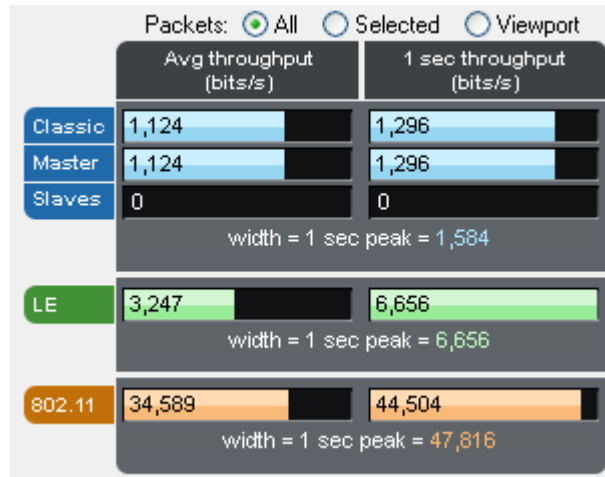 Packets: All Selected Viewport
Avg throughput (bits/s) 1 sec throughput (bits/s)
Classic 1,124 1,296
Master 1,124 1,296
Slaves 0 0
width = 1 sec peak = 1,584
LE 3,247 6,656
width = 1 sec peak = 6,656
802.11 34,589 44,504
width = 1 sec peak = 47,816